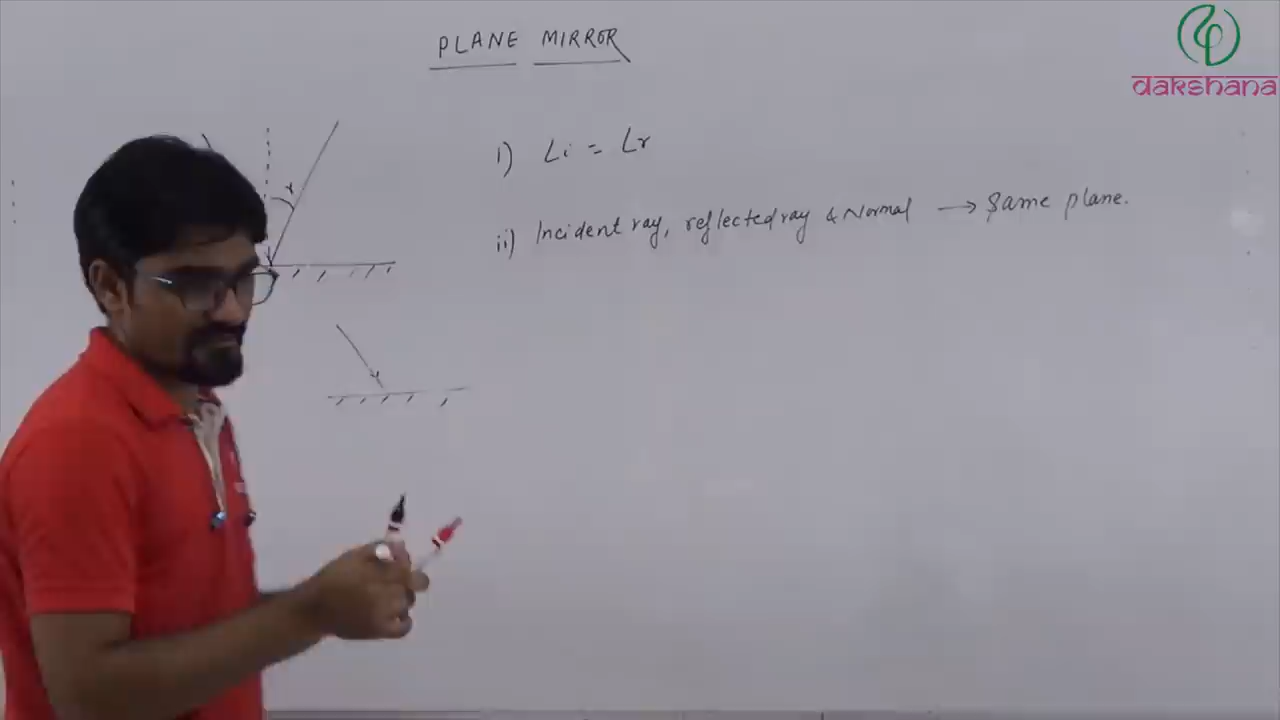 PLANE MIRROR
dakshana
i) ∠i = ∠r
ii) Incident ray, reflected ray & Normal → Same plane.
r